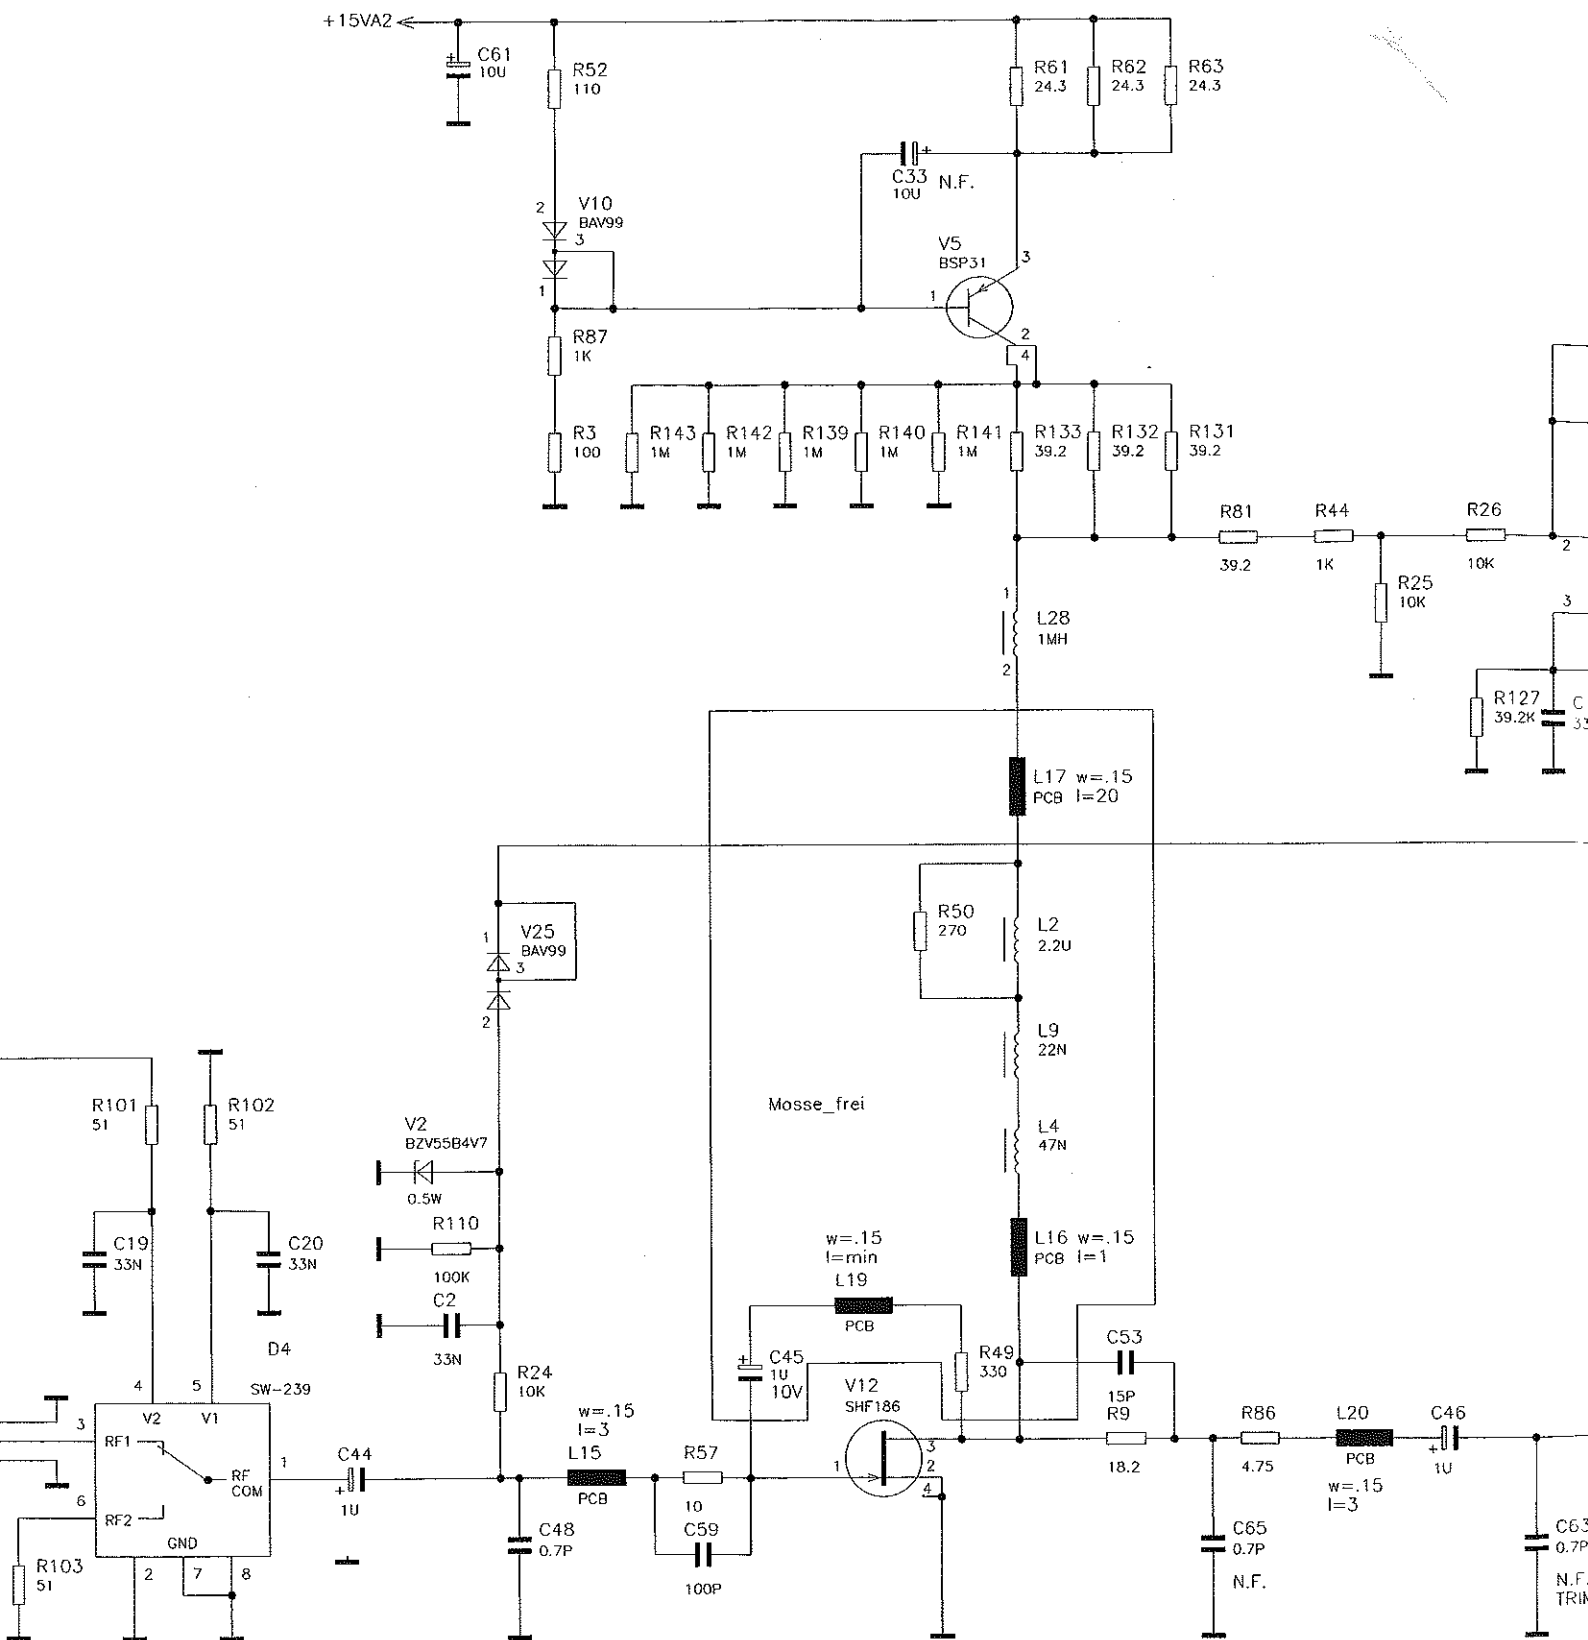 +15VA2
+
C61
10U
R52
110
R61
24.3
R62
24.3
R63
24.3
+
C33
10U
N.F.
2
V10
BAV99
3
1
V5
BSP31
3
1
2
4
R87
1K
R3
100
R143
1M
R142
1M
R139
1M
R140
1M
R141
1M
R133
39.2
R132
39.2
R131
39.2
R81
39.2
R44
1K
R26
10K
2
R25
10K
3
1
L28
1MH
2
R127
39.2K
C
33
L17 w=.15
PCB l=20
R50
270
L2
2.2U
1
V25
BAV99
3
2
L9
22N
Mosse_frei
L4
47N
R101
51
R102
51
V2
BZV55B4V7
0.5W
R110
100K
C2
33N
C19
33N
C20
33N
w=.15
l=min
L19
PCB
L16 w=.15
PCB l=1
D4
SW-239
R24
10K
+
C45
1U
10V
R49
330
C53
15P
V12
SHF186
R9
18.2
R86
4.75
L20
PCB
w=.15
l=3
C46
+
1U
4
5
V2
V1
3
RF1
RF
COM
1
6
RF2
GND
2
7
8
C44
+
1U
w=.15
l=3
L15
PCB
R57
10
C59
100P
1
3
2
4
R103
51
C48
0.7P
C65
0.7P
N.F.
C63
0.7P
N.F.
TRIM